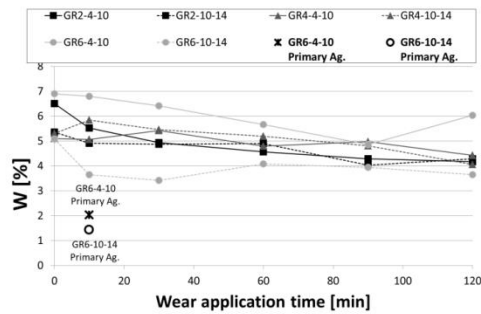 GR2-4-10 GR2-10-14 GR4-4-10 GR4-10-14
GR6-4-10 GR6-10-14 GR6-4-10 GR6-10-14
Primary Ag. Primary Ag.
8
7
6
5
4
3
2
1
0
W [%]
GR6-4-10
Primary Ag.
GR6-10-14
Primary Ag.
0 20 40 60 80 100 120
Wear application time [min]